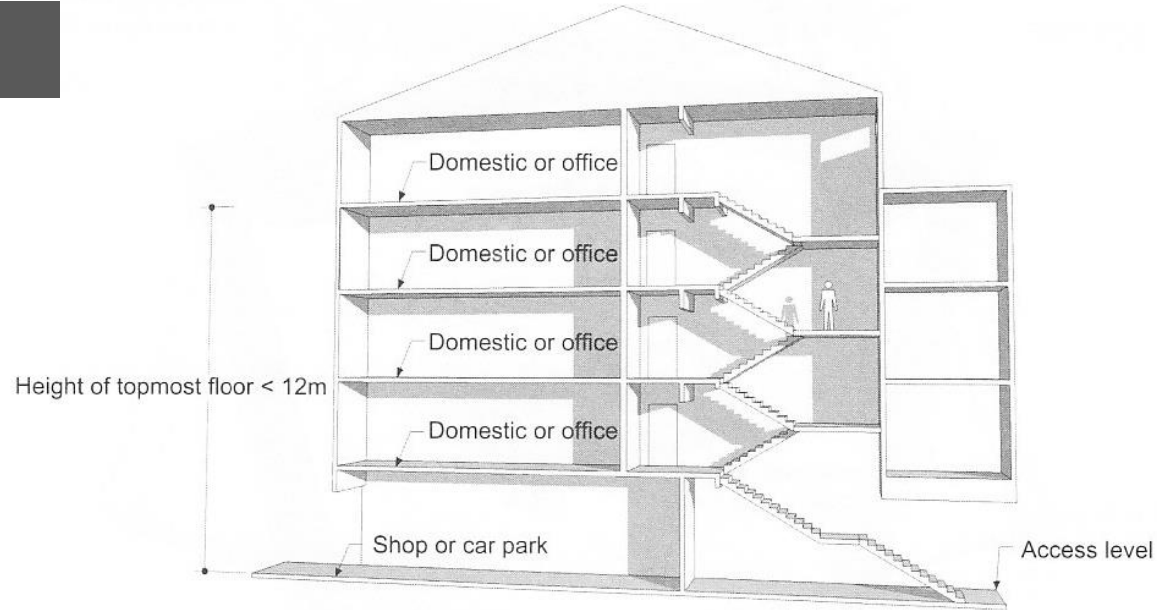 Domestic or office
Domestic or office
Domestic or office
Height of topmost floor < 12m
Domestic or office
Shop or car park
Access level